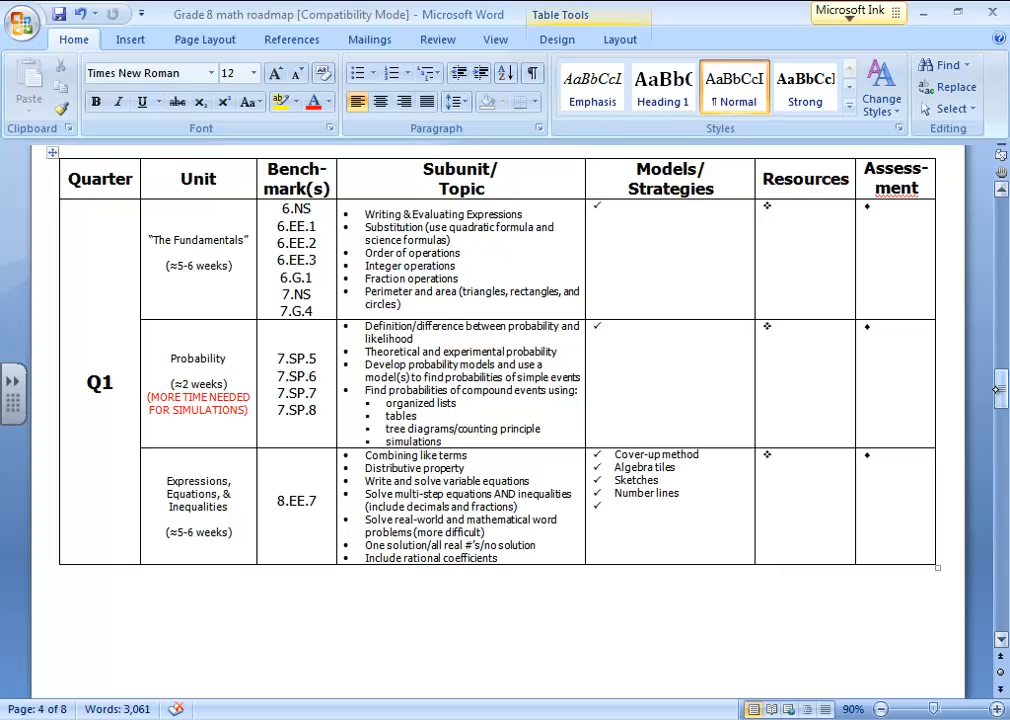 Grade 8 math roadmap [Compatibility Mode] - Microsoft Word
Table Tools
Microsoft Ink
Home
Insert
Page Layout
References
Mailings
Review
View
Design
Layout
Paste
Clipboard
Times New Roman
12
Font
Paragraph
AaBbCcI
Emphasis
AaBb(
Heading 1
AaBbCcI
¶ Normal
AaBbCcl
Strong
Change
Styles
Styles
Find
Replace
Select
Editing
Quarter
Unit
Bench-
mark(s)
Subunit/
Topic
Models/
Strategies
Resources
Assess-
ment
Q1
"The Fundamentals"
(≈5-6 weeks)
6.NS
6.EE.1
6.EE.2
6.EE.3
6.G.1
7.NS
7.G.4
• Writing & Evaluating Expressions
• Substitution (use quadratic formula and
science formulas)
• Order of operations
• Integer operations
• Fraction operations
• Perimeter and area (triangles, rectangles, and
circles)
Probability
(≈2 weeks)
(MORE TIME NEEDED
FOR SIMULATIONS)
7.SP.5
7.SP.6
7.SP.7
7.SP.8
• Definition/difference between probability and
likelihood
• Theoretical and experimental probability
• Develop probability models and use a
model(s) to find probabilities of simple events
• Find probabilities of compound events using:
▪ organized lists
▪ tables
▪ tree diagrams/counting principle
▪ simulations
Expressions,
Equations, &
Inequalities
(≈5-6 weeks)
8.EE.7
• Combining like terms
• Distributive property
• Write and solve variable equations
• Solve multi-step equations AND inequalities
(include decimals and fractions)
• Solve real-world and mathematical word
problems (more difficult)
• One solution/all real #'s/no solution
• Include rational coefficients
✓ Cover-up method
✓ Algebra tiles
✓ Sketches
✓ Number lines
✓
Page: 4 of 8
Words: 3,061
90%